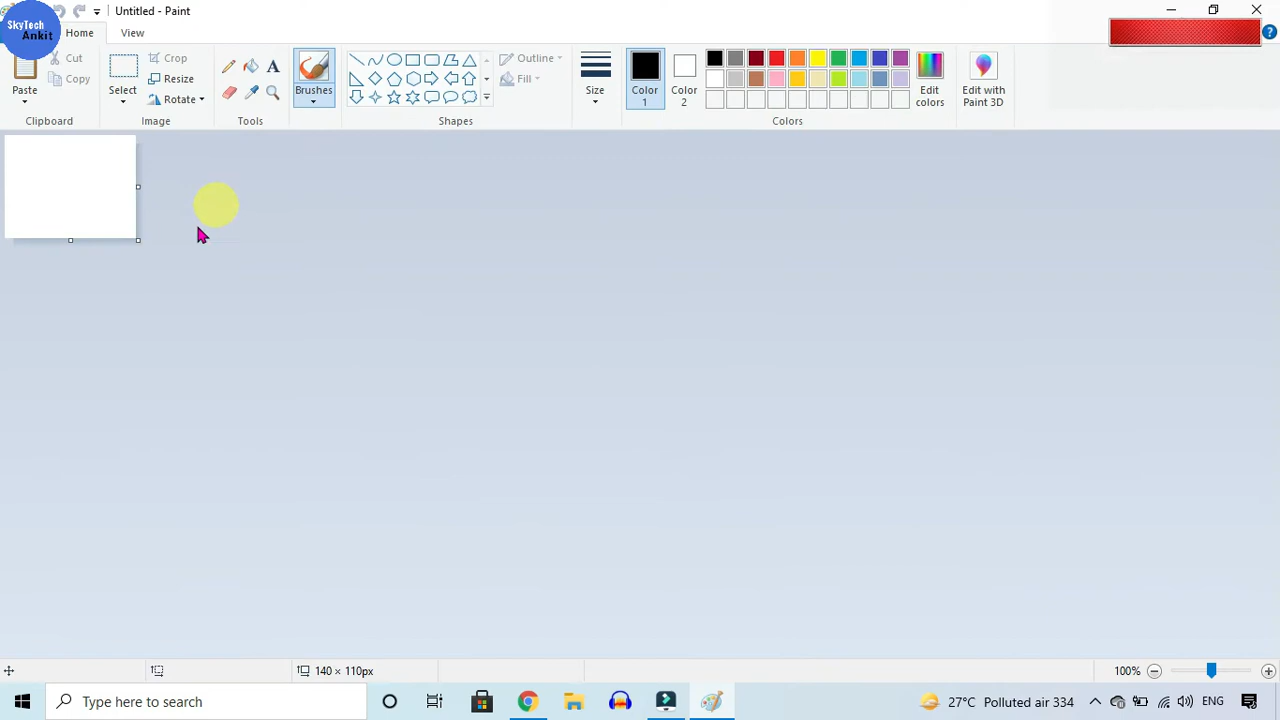 SkyTech
Ankit
Untitled - Paint
Home
View
Paste
Cut
Copy
Clipboard
Select
Crop
Resize
Rotate
Image
Tools
Brushes
Shapes
Outline
Fill
Size
Color
1
Color
2
Colors
Edit
colors
Edit with
Paint 3D
140 × 110px
100%
Type here to search
27°C Polluted air 334
ENG